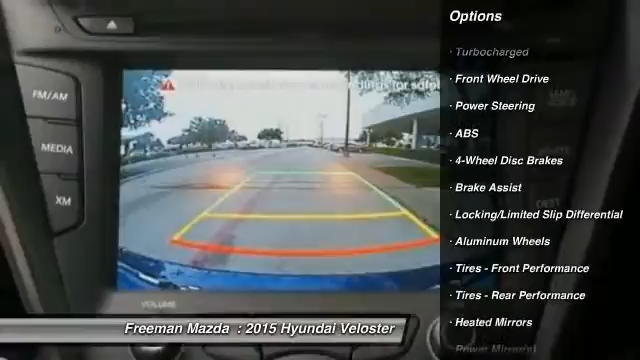 Options
· Turbocharged
· Front Wheel Drive
· Power Steering
· ABS
· 4-Wheel Disc Brakes
· Brake Assist
· Locking/Limited Slip Differential
· Aluminum Wheels
· Tires - Front Performance
· Tires - Rear Performance
· Heated Mirrors
· Power Mirror(s)
FM/AM
MEDIA
XM
VOLUME
Freeman Mazda : 2015 Hyundai Veloster